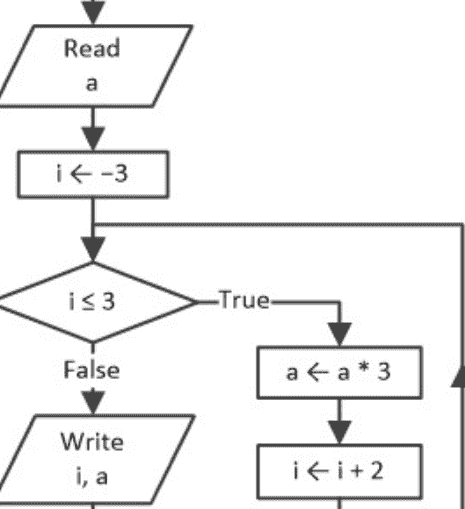 Read
a
i ← −3
i ≤ 3
True
False
a ← a * 3
Write
i, a
i ← i + 2